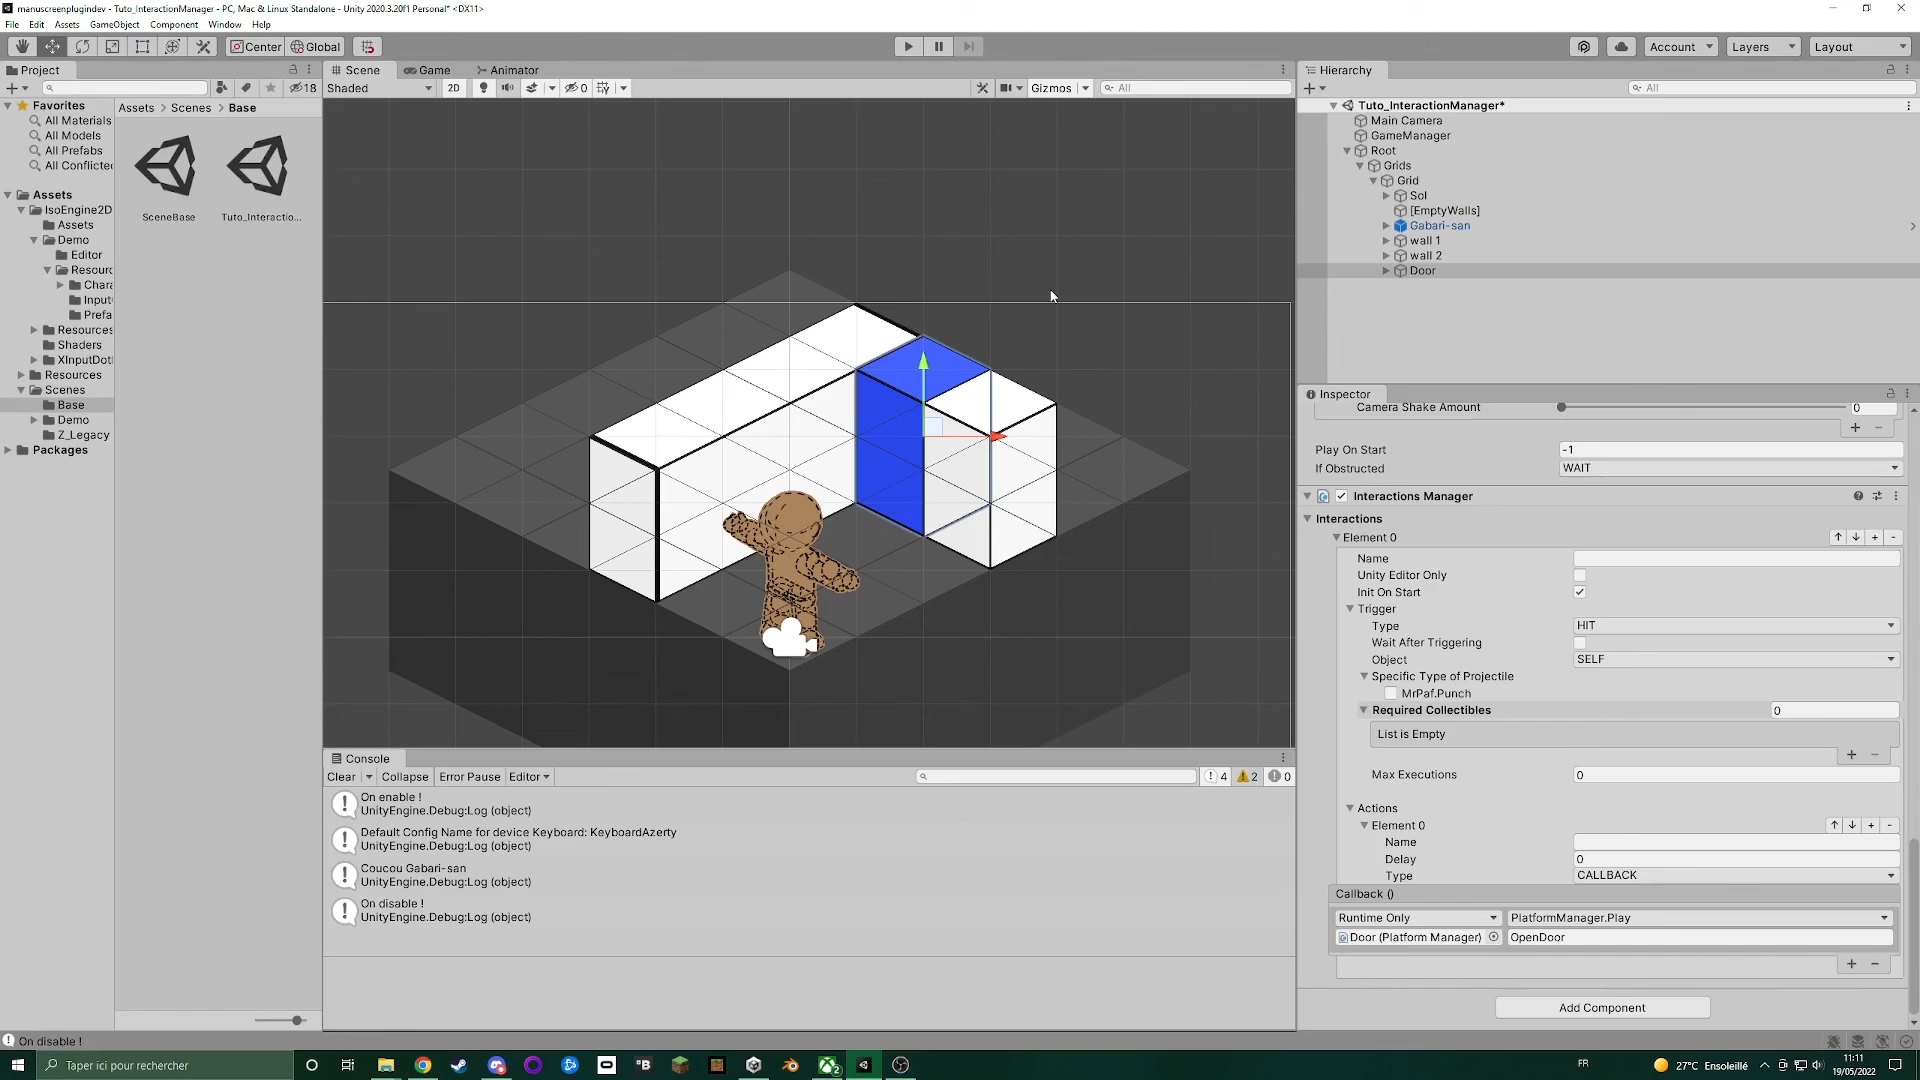 manuscreenplugindev - Tuto_InteractionManager - PC, Mac & Linux Standalone - Unity 2020.3.20f1 Personal* <DX11>
File Edit Assets GameObject Component Window Help
Center Global Account Layers Layout
Project
Scene Game Animator
Hierarchy
18
Shaded 2D 0 Gizmos All
All
Favorites
All Materials
All Models
All Prefabs
All Conflicted
Assets
IsoEngine2D
Assets
Demo
Editor
Resourc
Chara
Input
Prefa
Resources
Shaders
XInputDot
Resources
Scenes
Base
Demo
Z_Legacy
Packages
Assets > Scenes > Base
SceneBase
Tuto_Interactio...
Tuto_InteractionManager*
Main Camera
GameManager
Root
Grids
Grid
Sol
[EmptyWalls]
Gabari-san
wall 1
wall 2
Door
Inspector
Camera Shake Amount 0
Play On Start -1
If Obstructed WAIT
Interactions Manager
Interactions
Element 0
Name
Unity Editor Only
Init On Start
Trigger
Type HIT
Wait After Triggering
Object SELF
Specific Type of Projectile
MrPaf.Punch
Required Collectibles 0
List is Empty
Max Executions 0
Actions
Element 0
Name
Delay 0
Type CALLBACK
Callback ()
Runtime Only PlatformManager.Play
Door (Platform Manager) OpenDoor
Add Component
Console
Clear Collapse Error Pause Editor 4 2 0
On enable !
UnityEngine.Debug:Log (object)
Default Config Name for device Keyboard: KeyboardAzerty
UnityEngine.Debug:Log (object)
Coucou Gabari-san
UnityEngine.Debug:Log (object)
On disable !
UnityEngine.Debug:Log (object)
On disable !
Taper ici pour rechercher
FR
27°C Ensoleillé
11:11
19/05/2022